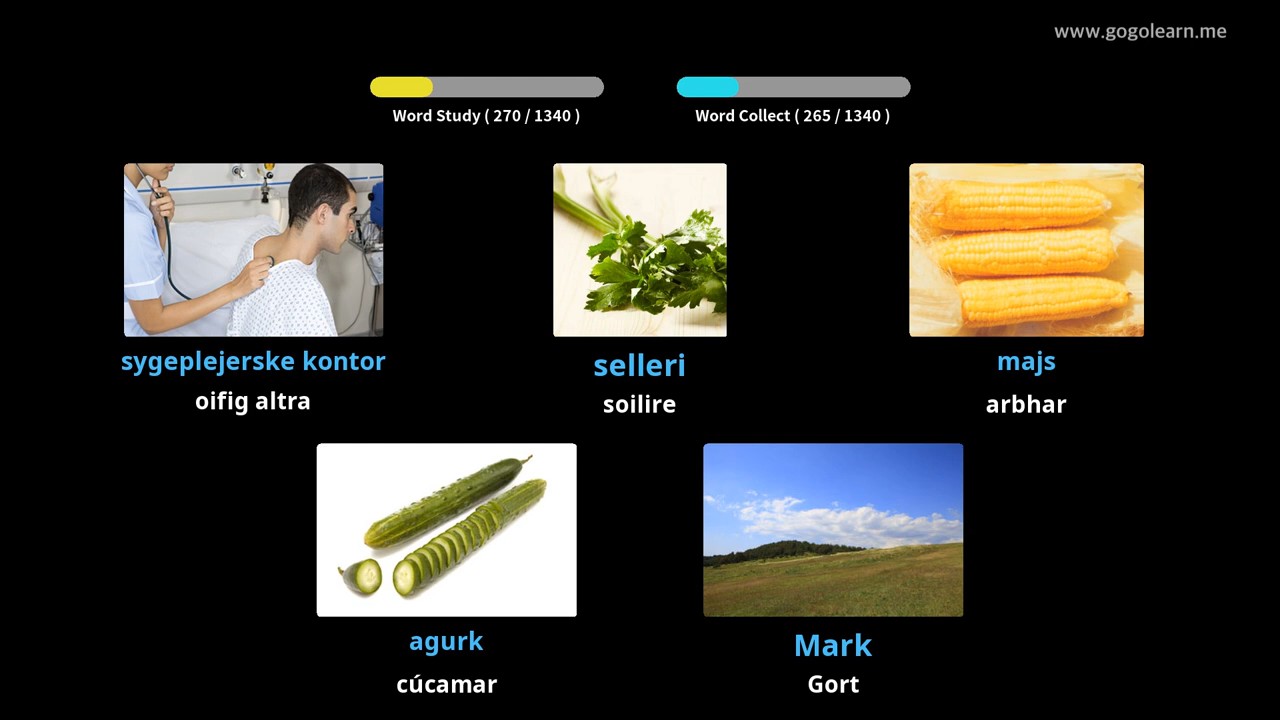 www.gogolearn.me
Word Study ( 270 / 1340 )
Word Collect ( 265 / 1340 )
sygeplejerske kontor
oifig altra
selleri
soilire
majs
arbhar
agurk
cúcamar
Mark
Gort